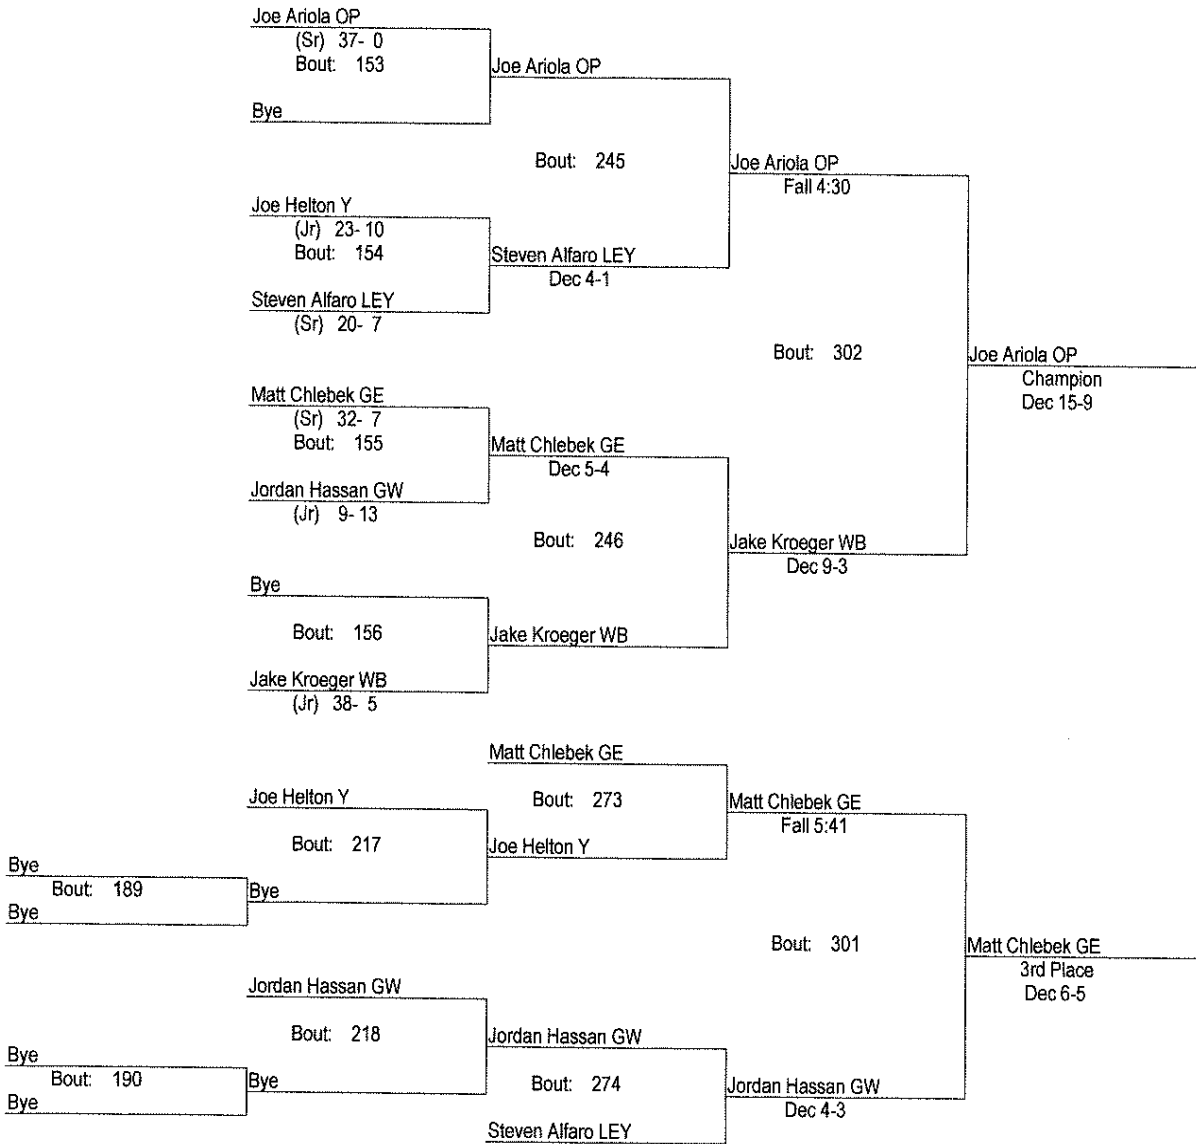 Joe Ariola OP
(Sr) 37- 0
Bout: 153
Joe Ariola OP
Bye
Bout: 245
Joe Ariola OP
Fall 4:30
Joe Helton Y
(Jr) 23- 10
Bout: 154
Steven Alfaro LEY
Dec 4-1
Steven Alfaro LEY
(Sr) 20- 7
Bout: 302
Joe Ariola OP
Champion
Dec 15-9
Matt Chlebek GE
(Sr) 32- 7
Bout: 155
Matt Chlebek GE
Dec 5-4
Jordan Hassan GW
(Jr) 9- 13
Bout: 246
Jake Kroeger WB
Dec 9-3
Bye
Bout: 156
Jake Kroeger WB
Jake Kroeger WB
(Jr) 38- 5
Matt Chlebek GE
Joe Helton Y
Bout: 273
Matt Chlebek GE
Fall 5:41
Bout: 217
Joe Helton Y
Bye
Bout: 189
Bye
Bye
Bout: 301
Matt Chlebek GE
3rd Place
Dec 6-5
Jordan Hassan GW
Bout: 218
Jordan Hassan GW
Bye
Bout: 190
Bye
Bye
Bout: 274
Jordan Hassan GW
Dec 4-3
Steven Alfaro LEY